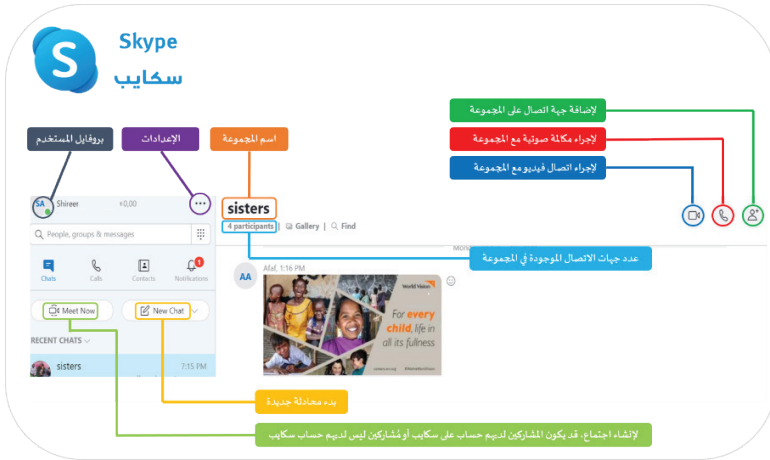 Skype
سكايب
لإضافة جهة اتصال على المجموعة
بروفايل المستخدم
الإعدادات
اسم المجموعة
لإجراء مكالمة صوتية مع المجموعة
لإجراء اتصال فيديو مع المجموعة
SA Shireer €0,00 ...
sisters
4 participants | Gallery | Find
People, groups & messages
Chats Calls Contacts Notifications
1
عدد جهات الاتصال الموجودة في المجموعة
AA
Afaf, 1:16 PM
World Vision
For every
child, life in
all its fullness
Meet Now
New Chat
RECENT CHATS
sisters 7:15 PM
بدء محادثة جديدة
لإنشاء اجتماع. قد يكون المشاركين لديهم حساب على سكايب أو مُشاركين ليس لديهم حساب سكايب